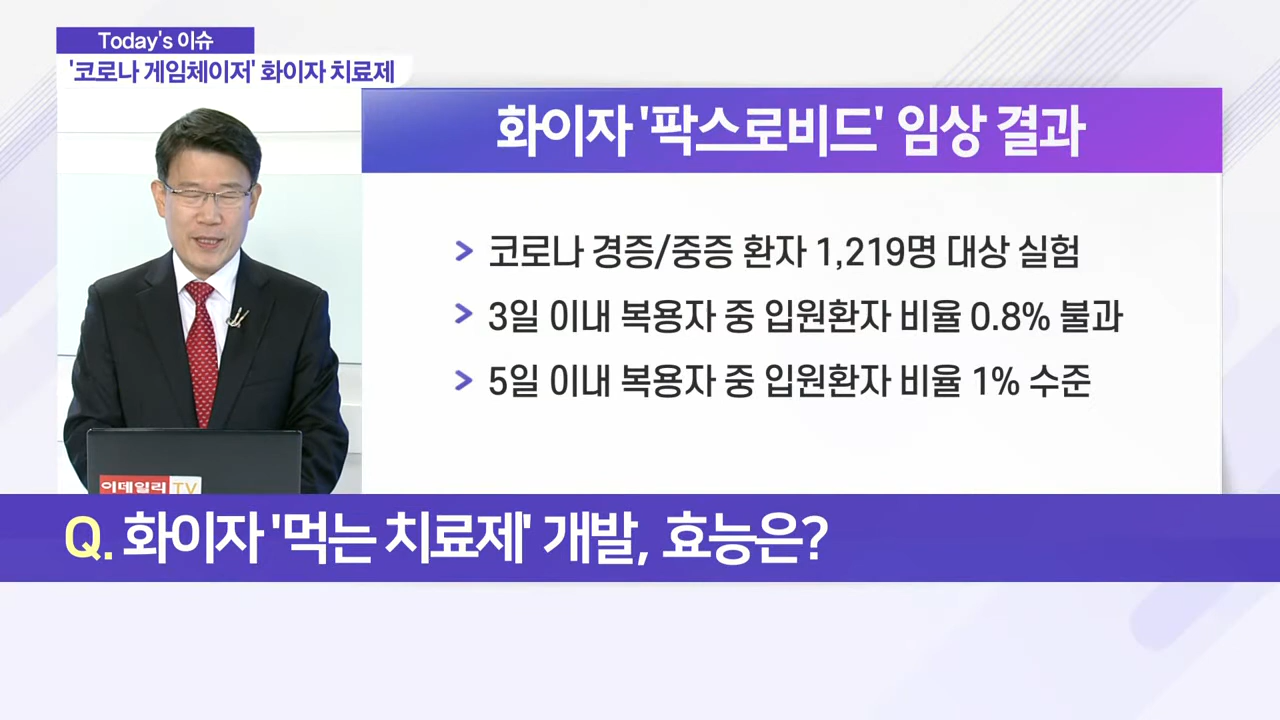 Today's 이슈
'코로나 게임체이저' 화이자 치료제
화이자 '팍스로비드' 임상 결과
> 코로나 경증/중증 환자 1,219명 대상 실험
> 3일 이내 복용자 중 입원환자 비율 0.8% 불과
> 5일 이내 복용자 중 입원환자 비율 1% 수준
이데일리 TV
Q. 화이자 '먹는 치료제' 개발, 효능은?